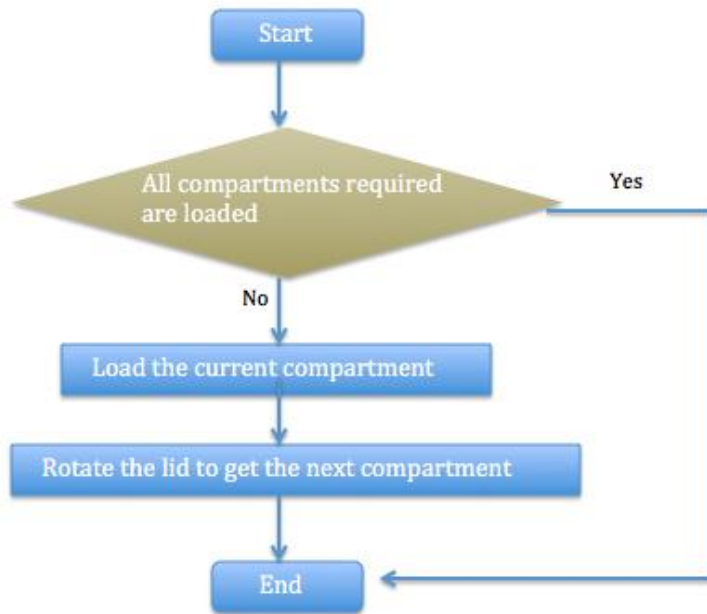 Start
All compartments required
are loaded
Yes
No
Load the current compartment
Rotate the lid to get the next compartment
End